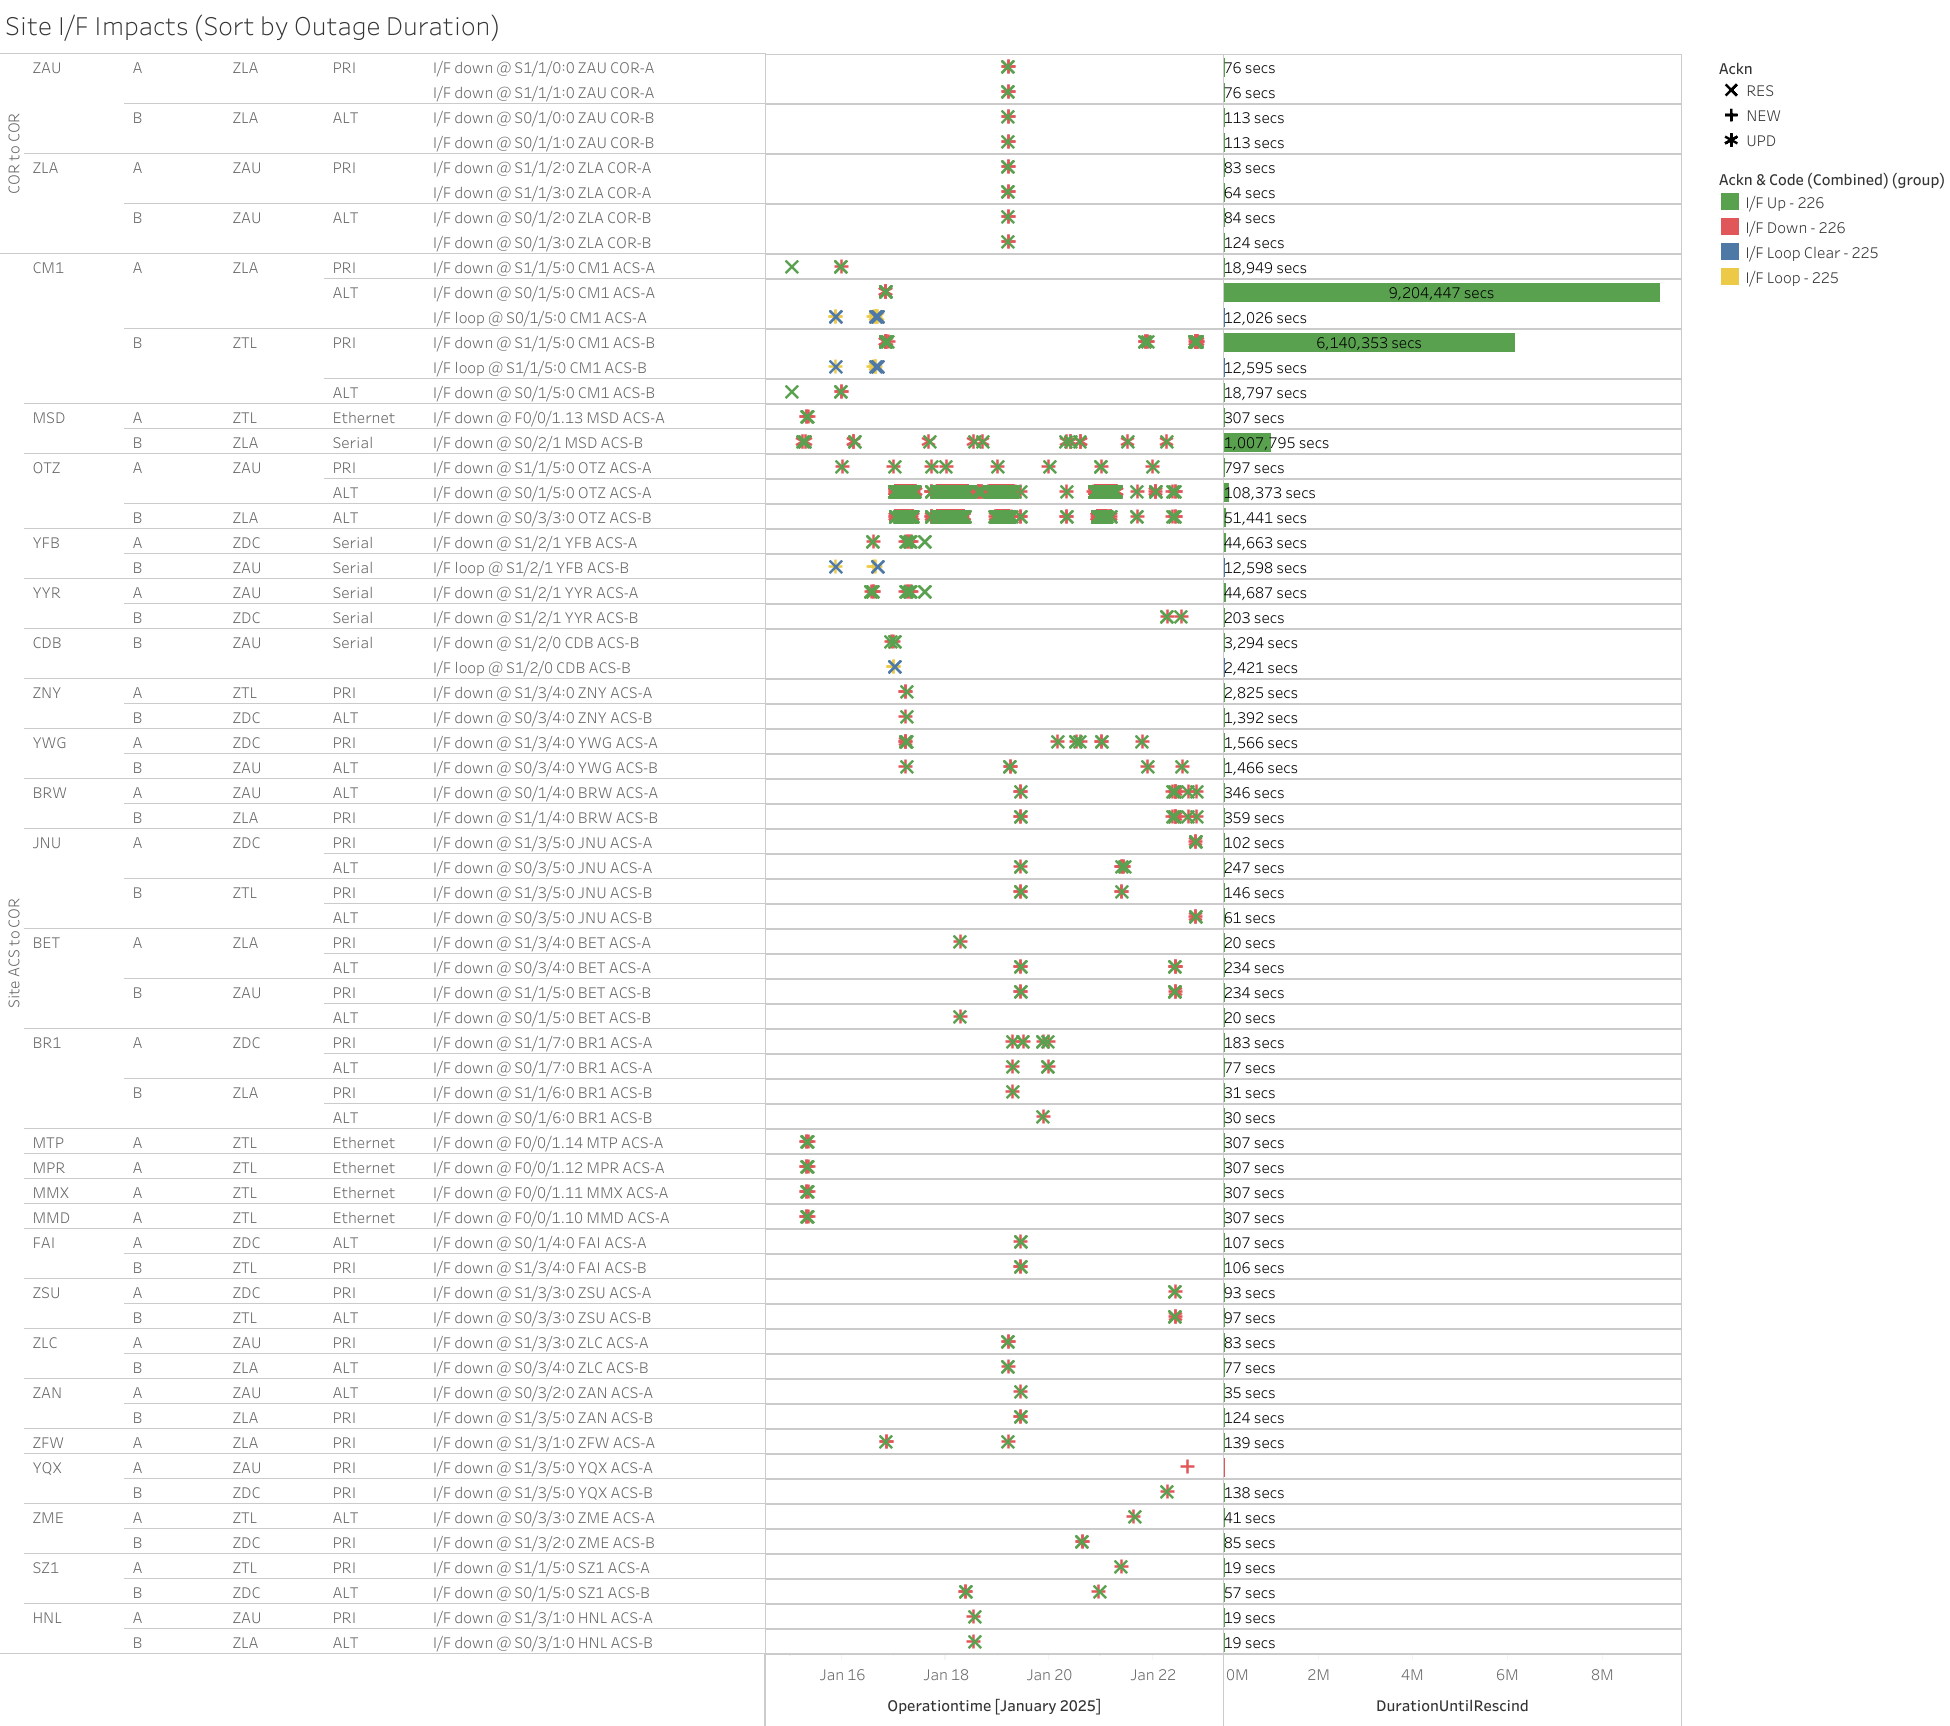 Site I/F Impacts (Sort by Outage Duration)
COR to COR
ZAU A ZLA PRI I/F down @ S1/1/0:0 ZAU COR-A 76 secs
I/F down @ S1/1/1:0 ZAU COR-A 76 secs
B ZLA ALT I/F down @ S0/1/0:0 ZAU COR-B 113 secs
I/F down @ S0/1/1:0 ZAU COR-B 113 secs
ZLA A ZAU PRI I/F down @ S1/1/2:0 ZLA COR-A 83 secs
I/F down @ S1/1/3:0 ZLA COR-A 64 secs
B ZAU ALT I/F down @ S0/1/2:0 ZLA COR-B 84 secs
I/F down @ S0/1/3:0 ZLA COR-B 124 secs
Site ACS to COR
CM1 A ZLA PRI I/F down @ S1/1/5:0 CM1 ACS-A 18,949 secs
ALT I/F down @ S0/1/5:0 CM1 ACS-A 9,204,447 secs
I/F loop @ S0/1/5:0 CM1 ACS-A 12,026 secs
B ZTL PRI I/F down @ S1/1/5:0 CM1 ACS-B 6,140,353 secs
I/F loop @ S1/1/5:0 CM1 ACS-B 12,595 secs
ALT I/F down @ S0/1/5:0 CM1 ACS-B 18,797 secs
MSD A ZTL Ethernet I/F down @ F0/0/1.13 MSD ACS-A 307 secs
B ZLA Serial I/F down @ S0/2/1 MSD ACS-B 1,007,795 secs
OTZ A ZAU PRI I/F down @ S1/1/5:0 OTZ ACS-A 797 secs
ALT I/F down @ S0/1/5:0 OTZ ACS-A 108,373 secs
B ZLA ALT I/F down @ S0/3/3:0 OTZ ACS-B 51,441 secs
YFB A ZDC Serial I/F down @ S1/2/1 YFB ACS-A 44,663 secs
B ZAU Serial I/F loop @ S1/2/1 YFB ACS-B 12,598 secs
YYR A ZAU Serial I/F down @ S1/2/1 YYR ACS-A 44,687 secs
B ZDC Serial I/F down @ S1/2/1 YYR ACS-B 203 secs
CDB B ZAU Serial I/F down @ S1/2/0 CDB ACS-B 3,294 secs
I/F loop @ S1/2/0 CDB ACS-B 2,421 secs
ZNY A ZTL PRI I/F down @ S1/3/4:0 ZNY ACS-A 2,825 secs
B ZDC ALT I/F down @ S0/3/4:0 ZNY ACS-B 1,392 secs
YWG A ZDC PRI I/F down @ S1/3/4:0 YWG ACS-A 1,566 secs
B ZAU ALT I/F down @ S0/3/4:0 YWG ACS-B 1,466 secs
BRW A ZAU ALT I/F down @ S0/1/4:0 BRW ACS-A 346 secs
B ZLA PRI I/F down @ S1/1/4:0 BRW ACS-B 359 secs
JNU A ZDC PRI I/F down @ S1/3/5:0 JNU ACS-A 102 secs
ALT I/F down @ S0/3/5:0 JNU ACS-A 247 secs
B ZTL PRI I/F down @ S1/3/5:0 JNU ACS-B 146 secs
ALT I/F down @ S0/3/5:0 JNU ACS-B 61 secs
BET A ZLA PRI I/F down @ S1/3/4:0 BET ACS-A 20 secs
ALT I/F down @ S0/3/4:0 BET ACS-A 234 secs
B ZAU PRI I/F down @ S1/1/5:0 BET ACS-B 234 secs
ALT I/F down @ S0/1/5:0 BET ACS-B 20 secs
BR1 A ZDC PRI I/F down @ S1/1/7:0 BR1 ACS-A 183 secs
ALT I/F down @ S0/1/7:0 BR1 ACS-A 77 secs
B ZLA PRI I/F down @ S1/1/6:0 BR1 ACS-B 31 secs
ALT I/F down @ S0/1/6:0 BR1 ACS-B 30 secs
MTP A ZTL Ethernet I/F down @ F0/0/1.14 MTP ACS-A 307 secs
MPR A ZTL Ethernet I/F down @ F0/0/1.12 MPR ACS-A 307 secs
MMX A ZTL Ethernet I/F down @ F0/0/1.11 MMX ACS-A 307 secs
MMD A ZTL Ethernet I/F down @ F0/0/1.10 MMD ACS-A 307 secs
FAI A ZDC ALT I/F down @ S0/1/4:0 FAI ACS-A 107 secs
B ZTL PRI I/F down @ S1/3/4:0 FAI ACS-B 106 secs
ZSU A ZDC PRI I/F down @ S1/3/3:0 ZSU ACS-A 93 secs
B ZTL ALT I/F down @ S0/3/3:0 ZSU ACS-B 97 secs
ZLC A ZAU PRI I/F down @ S1/3/3:0 ZLC ACS-A 83 secs
B ZLA ALT I/F down @ S0/3/4:0 ZLC ACS-B 77 secs
ZAN A ZAU ALT I/F down @ S0/3/2:0 ZAN ACS-A 35 secs
B ZLA PRI I/F down @ S1/3/5:0 ZAN ACS-B 124 secs
ZFW A ZLA PRI I/F down @ S1/3/1:0 ZFW ACS-A 139 secs
YQX A ZAU PRI I/F down @ S1/3/5:0 YQX ACS-A
B ZDC PRI I/F down @ S1/3/5:0 YQX ACS-B 138 secs
ZME A ZTL ALT I/F down @ S0/3/3:0 ZME ACS-A 41 secs
B ZDC PRI I/F down @ S1/3/2:0 ZME ACS-B 85 secs
SZ1 A ZTL PRI I/F down @ S1/1/5:0 SZ1 ACS-A 19 secs
B ZDC ALT I/F down @ S0/1/5:0 SZ1 ACS-B 57 secs
HNL A ZAU PRI I/F down @ S1/3/1:0 HNL ACS-A 19 secs
B ZLA ALT I/F down @ S0/3/1:0 HNL ACS-B 19 secs
Jan 16 Jan 18 Jan 20 Jan 22 0M 2M 4M 6M 8M
Operationtime [January 2025] DurationUntilRescind
Ackn
RES
NEW
UPD
Ackn & Code (Combined) (group)
I/F Up - 226
I/F Down - 226
I/F Loop Clear - 225
I/F Loop - 225